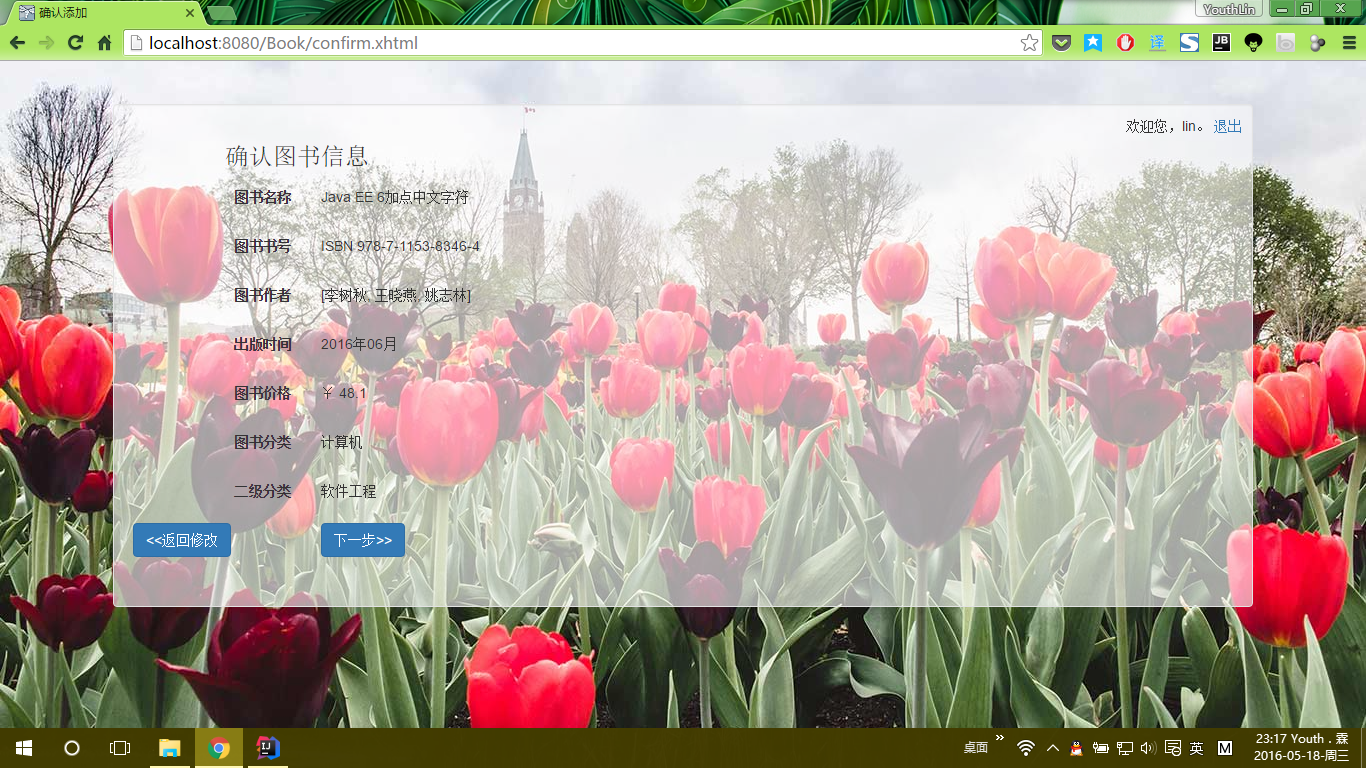 确认添加
YouthLin
localhost:8080/Book/confirm.xhtml
译
JB
欢迎您，lin。 退出
确认图书信息
图书名称 Java EE 6加点中文字符
图书书号 ISBN 978-7-1153-8346-4
图书作者 [李树秋, 王晓燕, 姚志林]
出版时间 2016年06月
图书价格 ￥ 48.1
图书分类 计算机
二级分类 软件工程
<<返回修改 下一步>>
IJ
桌面
英
M
23:17 Youth . 霖
2016-05-18-周三